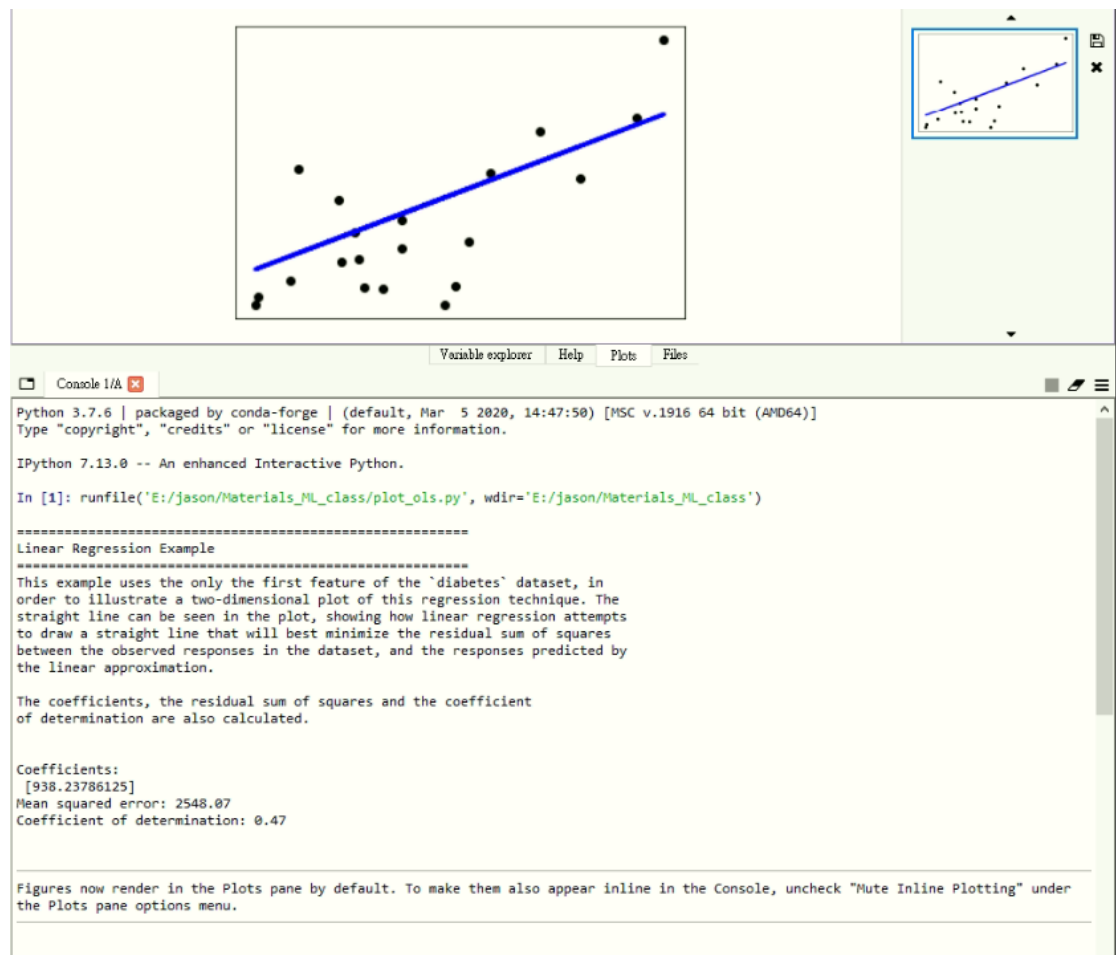 Variable explorer Help Plots Files
Console 1/A
Python 3.7.6 | packaged by conda-forge | (default, Mar  5 2020, 14:47:50) [MSC v.1916 64 bit (AMD64)]
Type "copyright", "credits" or "license" for more information.
IPython 7.13.0 -- An enhanced Interactive Python.
In [1]: runfile('E:/jason/Materials_ML_class/plot_ols.py', wdir='E:/jason/Materials_ML_class')
=========================================================
Linear Regression Example
=========================================================
This example uses the only the first feature of the `diabetes` dataset, in
order to illustrate a two-dimensional plot of this regression technique. The
straight line can be seen in the plot, showing how linear regression attempts
to draw a straight line that will best minimize the residual sum of squares
between the observed responses in the dataset, and the responses predicted by
the linear approximation.
The coefficients, the residual sum of squares and the coefficient
of determination are also calculated.
Coefficients:
[938.23786125]
Mean squared error: 2548.07
Coefficient of determination: 0.47
Figures now render in the Plots pane by default. To make them also appear inline in the Console, uncheck "Mute Inline Plotting" under
the Plots pane options menu.